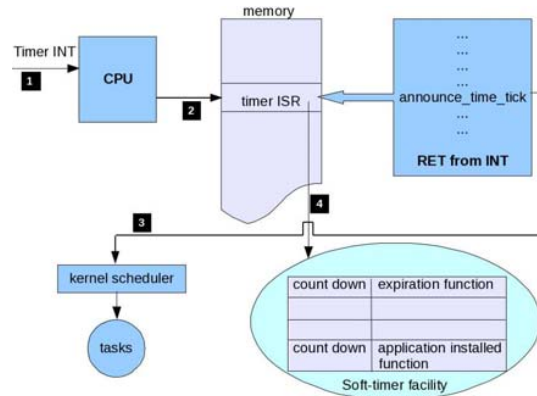 memory
Timer INT
1
CPU
2
timer ISR
...
...
...
...
announce_time_tick
...
...
RET from INT
4
3
kernel scheduler
tasks
count down expiration function
count down application installed
function
Soft-timer facility